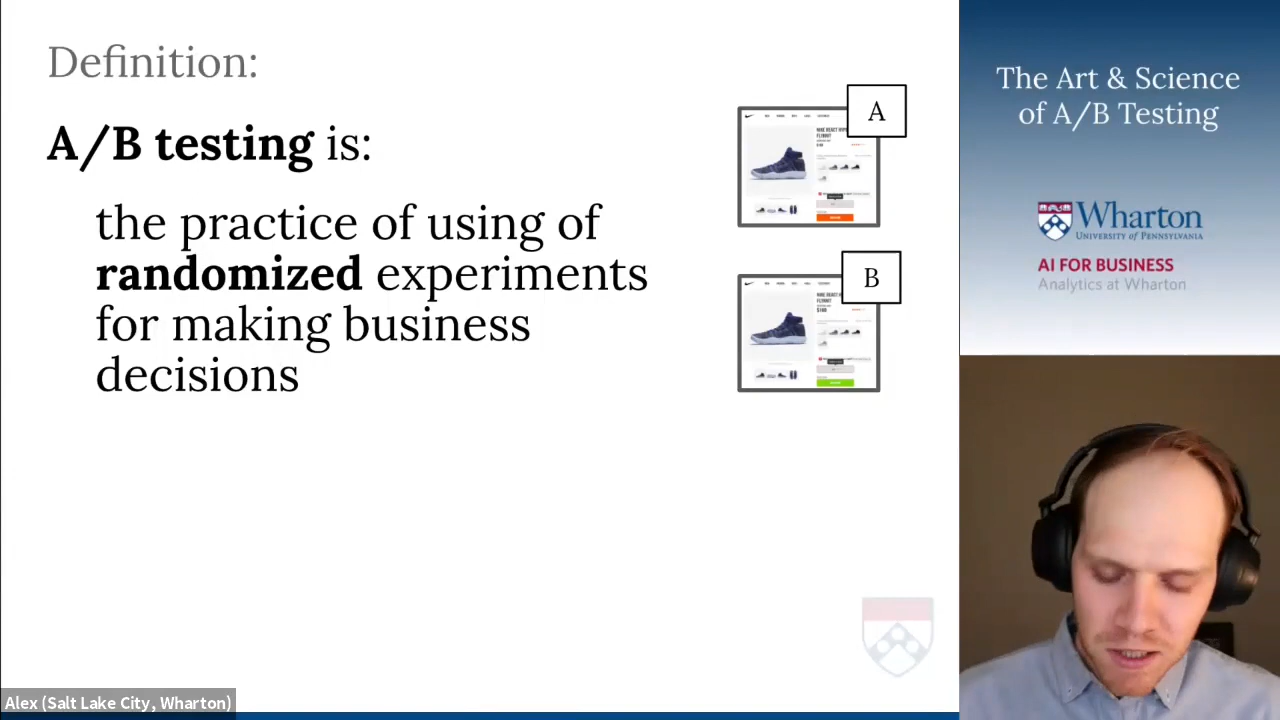 Definition:
A/B testing is:
the practice of using of
randomized experiments
for making business
decisions
A
B
The Art & Science
of A/B Testing
Wharton
UNIVERSITY of PENNSYLVANIA
AI FOR BUSINESS
Analytics at Wharton
Alex (Salt Lake City, Wharton)